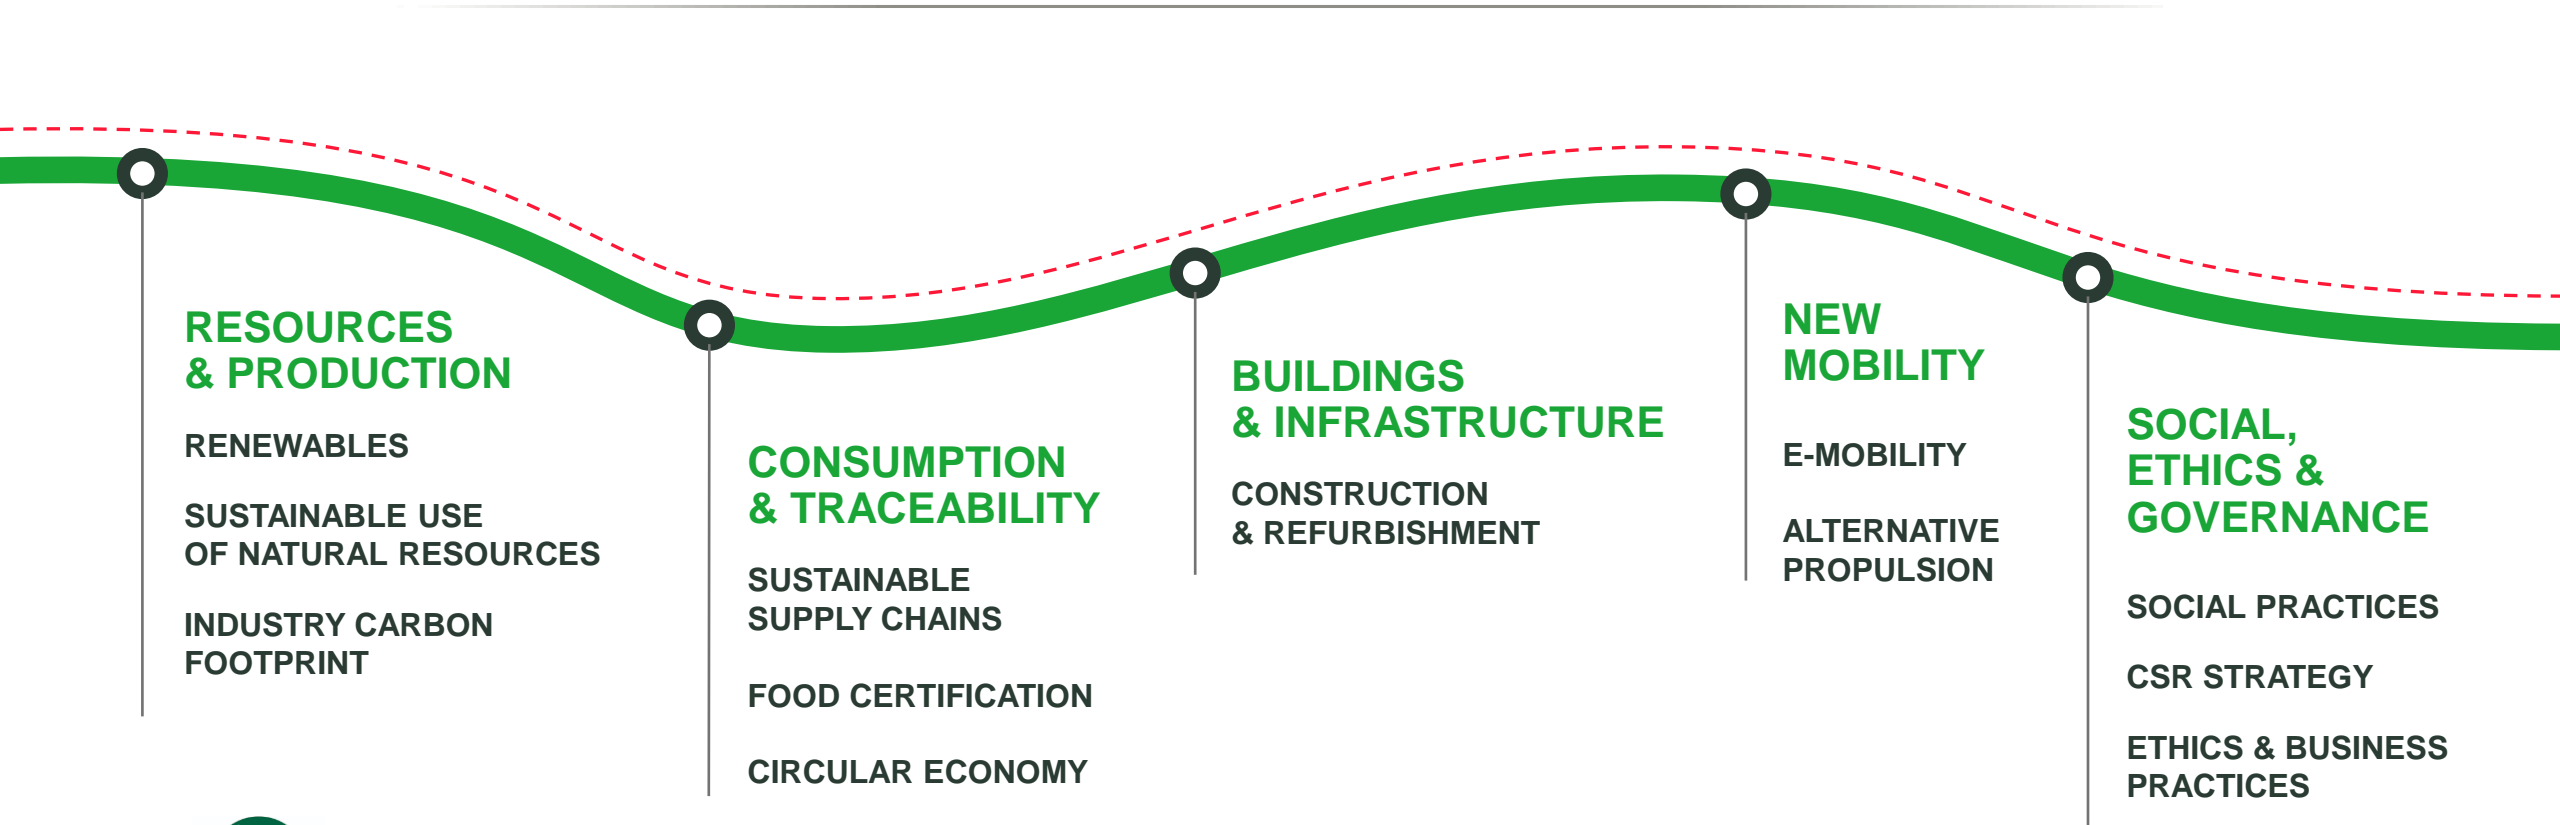 RESOURCES
& PRODUCTION
RENEWABLES
SUSTAINABLE USE
OF NATURAL RESOURCES
INDUSTRY CARBON
FOOTPRINT
CONSUMPTION
& TRACEABILITY
SUSTAINABLE
SUPPLY CHAINS
FOOD CERTIFICATION
CIRCULAR ECONOMY
BUILDINGS
& INFRASTRUCTURE
CONSTRUCTION
& REFURBISHMENT
NEW
MOBILITY
E-MOBILITY
ALTERNATIVE
PROPULSION
SOCIAL,
ETHICS &
GOVERNANCE
SOCIAL PRACTICES
CSR STRATEGY
ETHICS & BUSINESS
PRACTICES